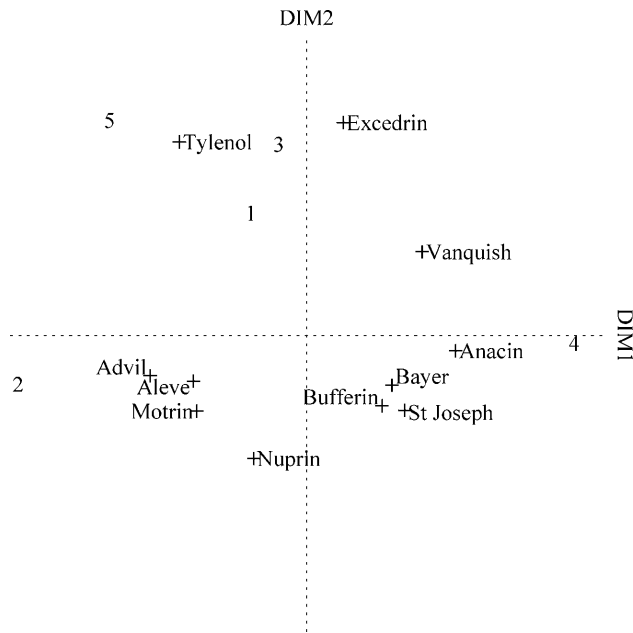 DIM2
5
Excedrin
Tylenol
3
1
Vanquish
DIM1
4
Anacin
Advil
Bayer
2
Aleve
Bufferin
Motrin
St Joseph
Nuprin